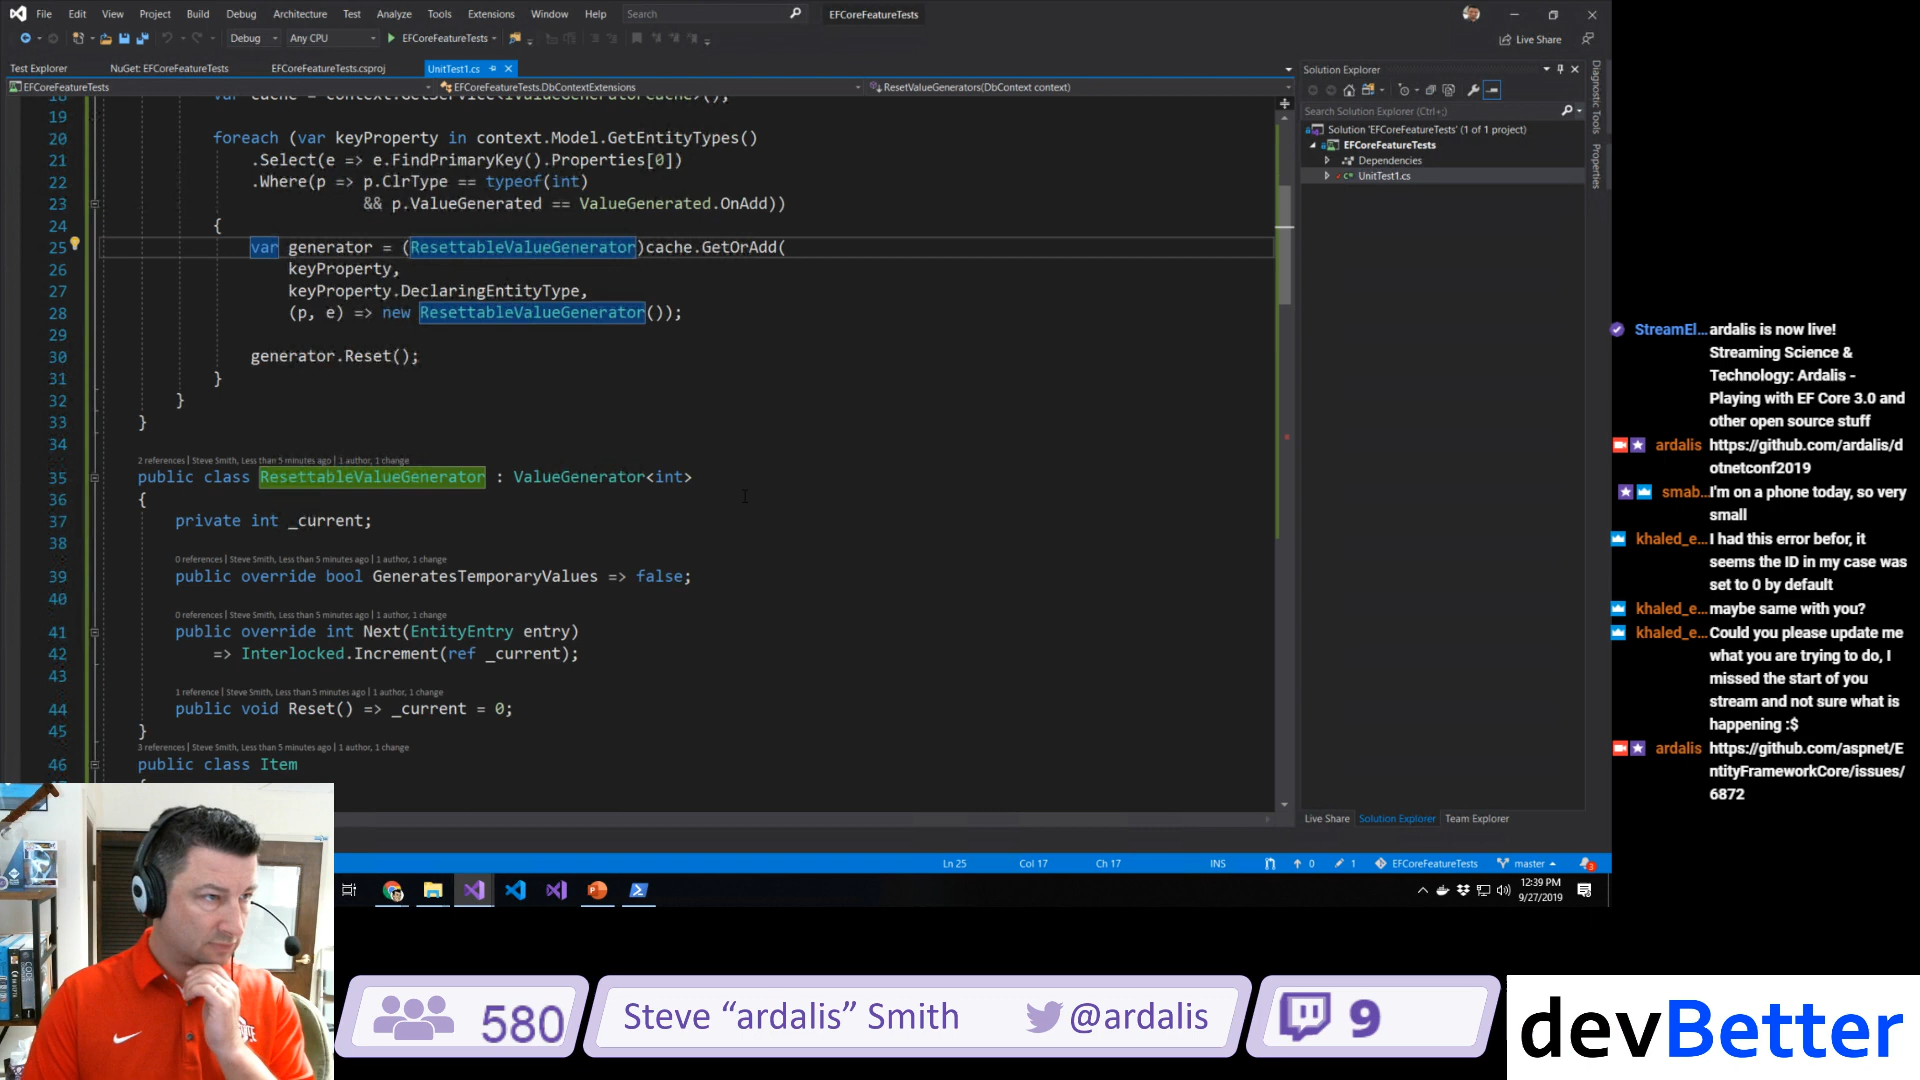 File Edit View Project Build Debug Architecture Test Analyze Tools Extensions Window Help Search EFCoreFeatureTests
Debug Any CPU EFCoreFeatureTests Live Share
Test Explorer NuGet: EFCoreFeatureTests EFCoreFeatureTests.csproj UnitTest1.cs
EFCoreFeatureTests EFCoreFeatureTests.DbContextExtensions ResetValueGenerators(DbContext context)
18 var cache = context.GetService<IValueGeneratorCache>();
19
20 foreach (var keyProperty in context.Model.GetEntityTypes()
21 .Select(e => e.FindPrimaryKey().Properties[0])
22 .Where(p => p.ClrType == typeof(int)
23 && p.ValueGenerated == ValueGenerated.OnAdd))
24 {
25 var generator = (ResettableValueGenerator)cache.GetOrAdd(
26 keyProperty,
27 keyProperty.DeclaringEntityType,
28 (p, e) => new ResettableValueGenerator());
29
30 generator.Reset();
31 }
32 }
33 }
34
2 references | Steve Smith, Less than 5 minutes ago | 1 author, 1 change
35 public class ResettableValueGenerator : ValueGenerator<int>
36 {
37 private int _current;
38
0 references | Steve Smith, Less than 5 minutes ago | 1 author, 1 change
39 public override bool GeneratesTemporaryValues => false;
40
0 references | Steve Smith, Less than 5 minutes ago | 1 author, 1 change
41 public override int Next(EntityEntry entry)
42 => Interlocked.Increment(ref _current);
43
1 reference | Steve Smith, Less than 5 minutes ago | 1 author, 1 change
44 public void Reset() => _current = 0;
45 }
3 references | Steve Smith, Less than 5 minutes ago | 1 author, 1 change
46 public class Item
Solution Explorer
Search Solution Explorer (Ctrl+;)
Solution 'EFCoreFeatureTests' (1 of 1 project)
EFCoreFeatureTests
Dependencies
UnitTest1.cs
Live Share Solution Explorer Team Explorer
Diagnostic Tools
Properties
Ln 25 Col 17 Ch 17 INS 0 1 EFCoreFeatureTests master 3
12:39 PM
9/27/2019
StreamEl... ardalis is now live!
Streaming Science &
Technology: Ardalis -
Playing with EF Core 3.0 and
other open source stuff
ardalis https://github.com/ardalis/d
otnetconf2019
smab... I'm on a phone today, so very
small
khaled_e... I had this error befor, it
seems the ID in my case was
set to 0 by default
khaled_e... maybe same with you?
khaled_e... Could you please update me
what you are trying to do, I
missed the start of you
stream and not sure what is
happening :$
ardalis https://github.com/aspnet/E
ntityFrameworkCore/issues/
6872
580
Steve "ardalis" Smith @ardalis
9
devBetter